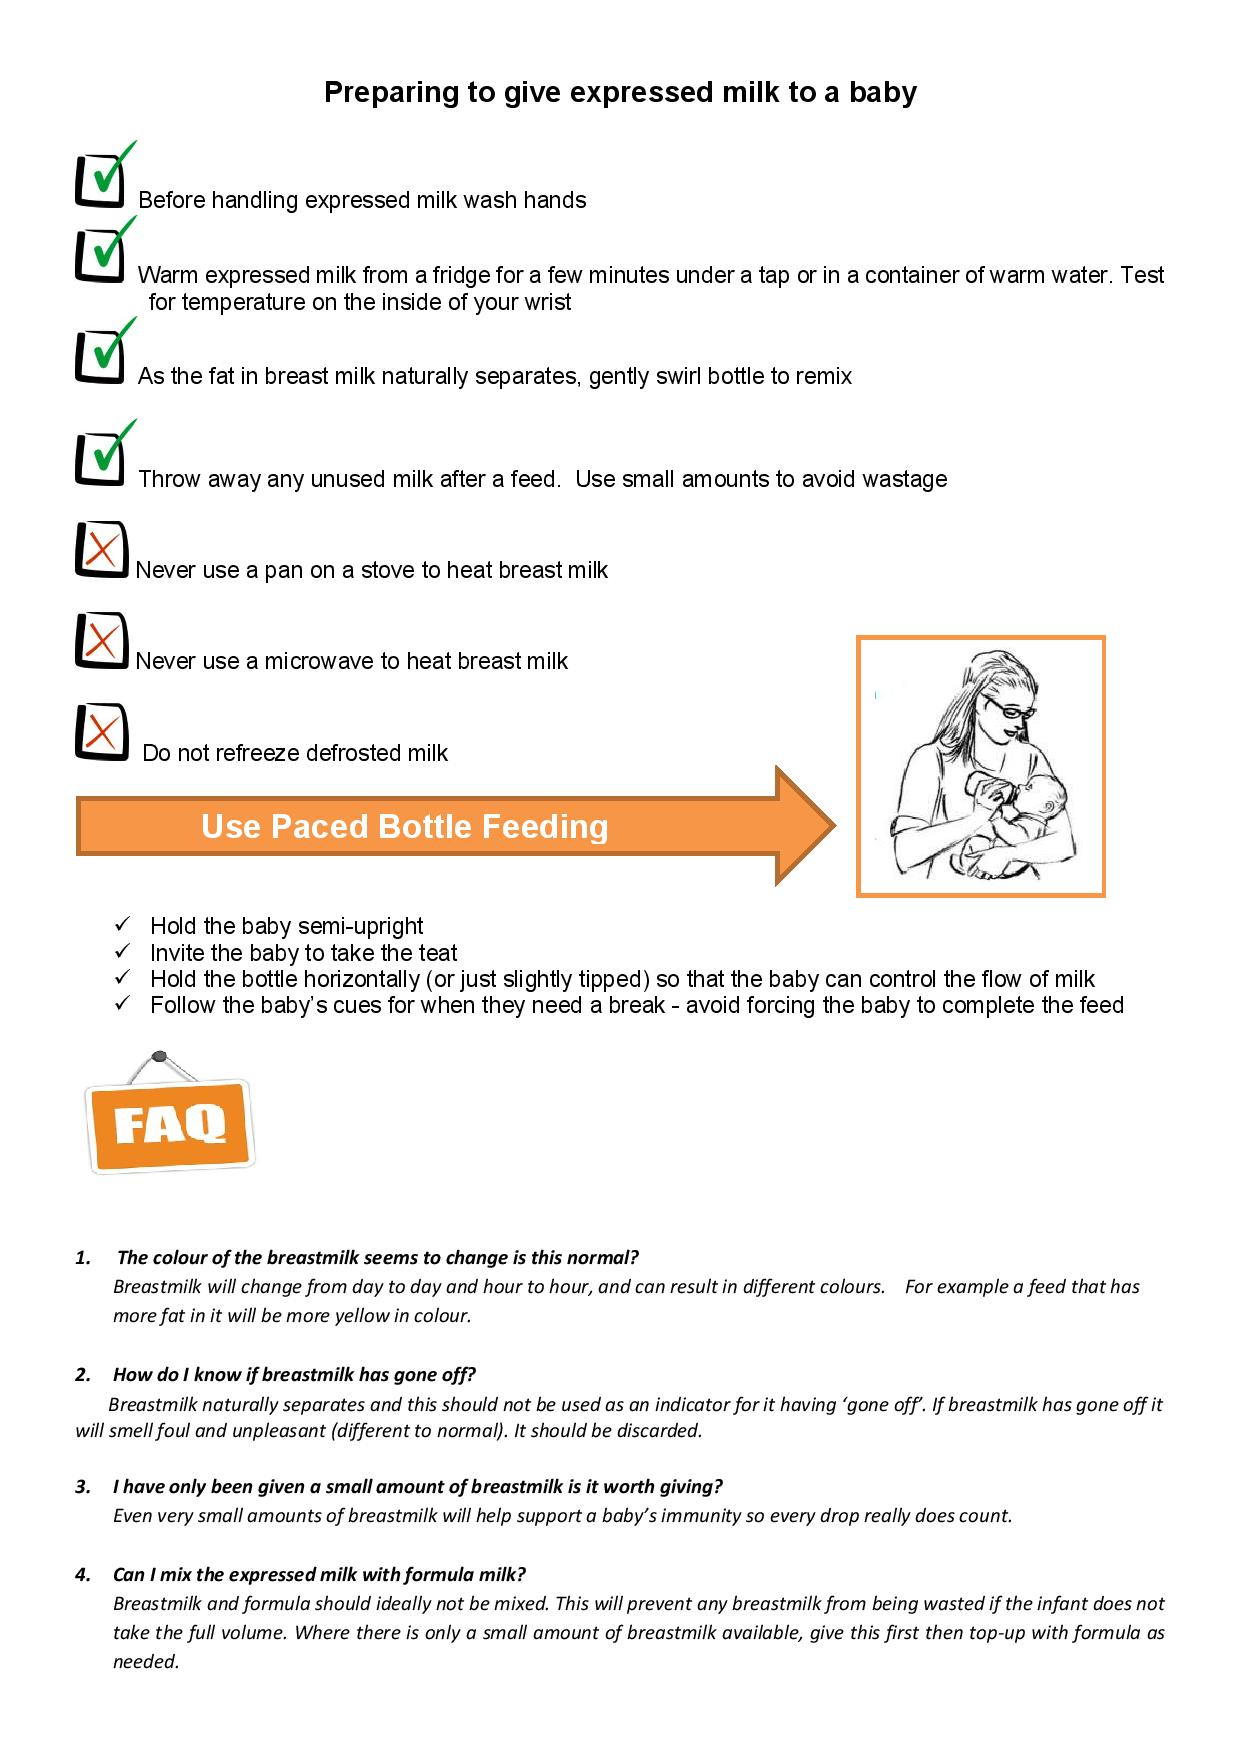 Preparing to give expressed milk to a baby
Before handling expressed milk wash hands
Warm expressed milk from a fridge for a few minutes under a tap or in a container of warm water. Test
for temperature on the inside of your wrist
As the fat in breast milk naturally separates, gently swirl bottle to remix
Throw away any unused milk after a feed.  Use small amounts to avoid wastage
Never use a pan on a stove to heat breast milk
Never use a microwave to heat breast milk
Do not refreeze defrosted milk
Use Paced Bottle Feeding
✓ Hold the baby semi-upright
✓ Invite the baby to take the teat
✓ Hold the bottle horizontally (or just slightly tipped) so that the baby can control the flow of milk
✓ Follow the baby’s cues for when they need a break - avoid forcing the baby to complete the feed
FAQ
1. The colour of the breastmilk seems to change is this normal?
Breastmilk will change from day to day and hour to hour, and can result in different colours.    For example a feed that has
more fat in it will be more yellow in colour.
2. How do I know if breastmilk has gone off?
Breastmilk naturally separates and this should not be used as an indicator for it having ‘gone off’. If breastmilk has gone off it
will smell foul and unpleasant (different to normal). It should be discarded.
3. I have only been given a small amount of breastmilk is it worth giving?
Even very small amounts of breastmilk will help support a baby’s immunity so every drop really does count.
4. Can I mix the expressed milk with formula milk?
Breastmilk and formula should ideally not be mixed. This will prevent any breastmilk from being wasted if the infant does not
take the full volume. Where there is only a small amount of breastmilk available, give this first then top-up with formula as
needed.